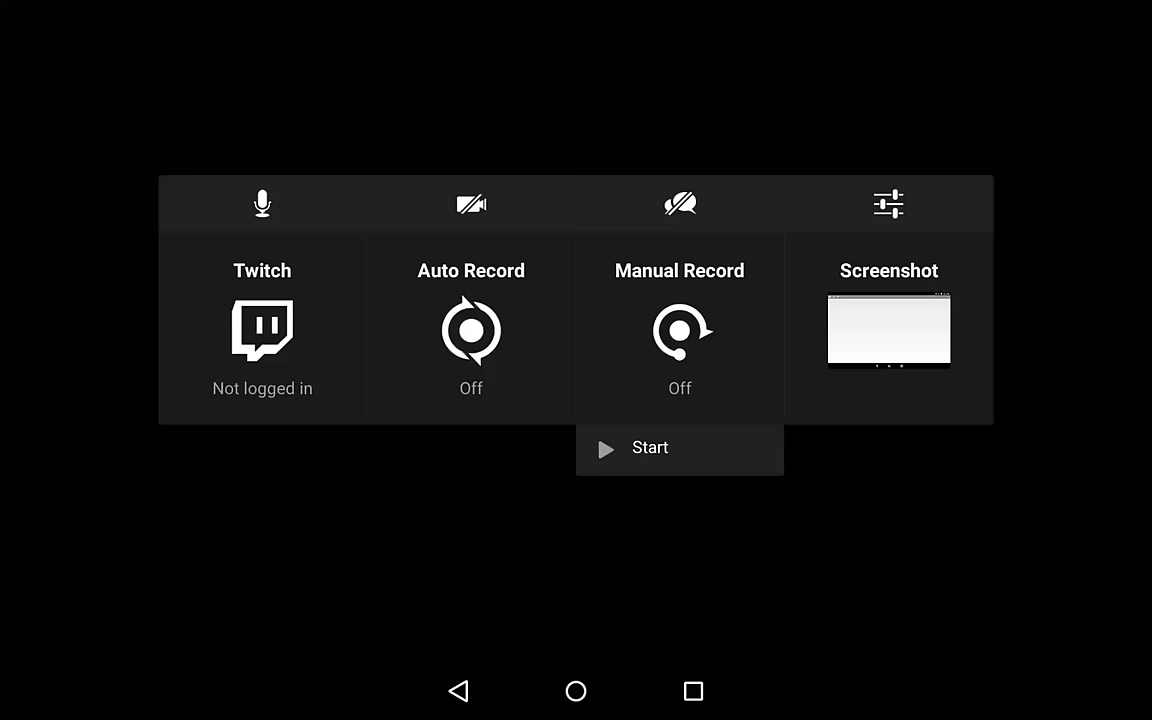 Twitch
Auto Record
Manual Record
Screenshot
Not logged in
Off
Off
Start